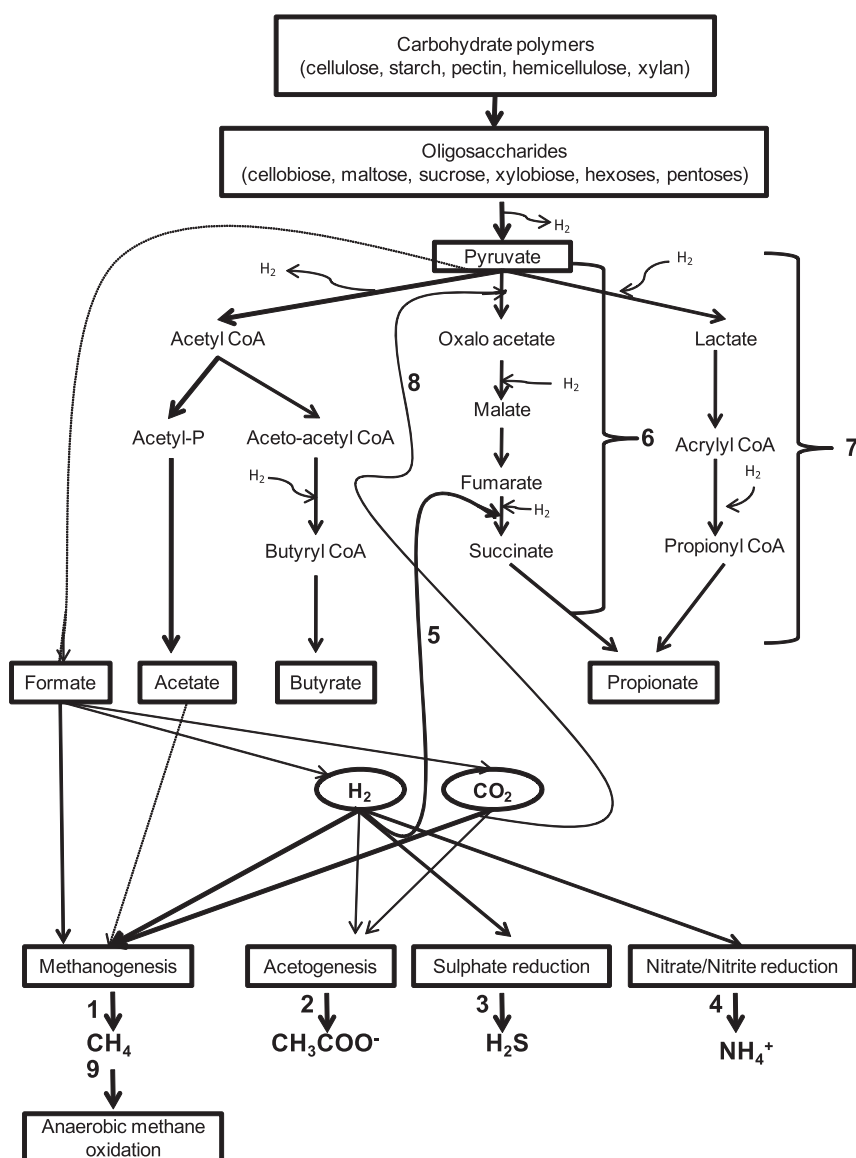 Carbohydrate polymers
(cellulose, starch, pectin, hemicellulose, xylan)
Oligosaccharides
(cellobiose, maltose, sucrose, xylobiose, hexoses, pentoses)
H₂
Pyruvate
H₂
H₂
Acetyl CoA
Oxalo acetate
Lactate
8
H₂
Malate
Acetyl-P
Aceto-acetyl CoA
6
Acrylyl CoA
7
H₂
Fumarate
H₂
H₂
Butyryl CoA
Succinate
Propionyl CoA
5
Formate
Acetate
Butyrate
Propionate
H₂
CO₂
Methanogenesis
Acetogenesis
Sulphate reduction
Nitrate/Nitrite reduction
1
2
3
4
CH₄
CH₃COO⁻
H₂S
NH₄⁺
9
Anaerobic methane
oxidation